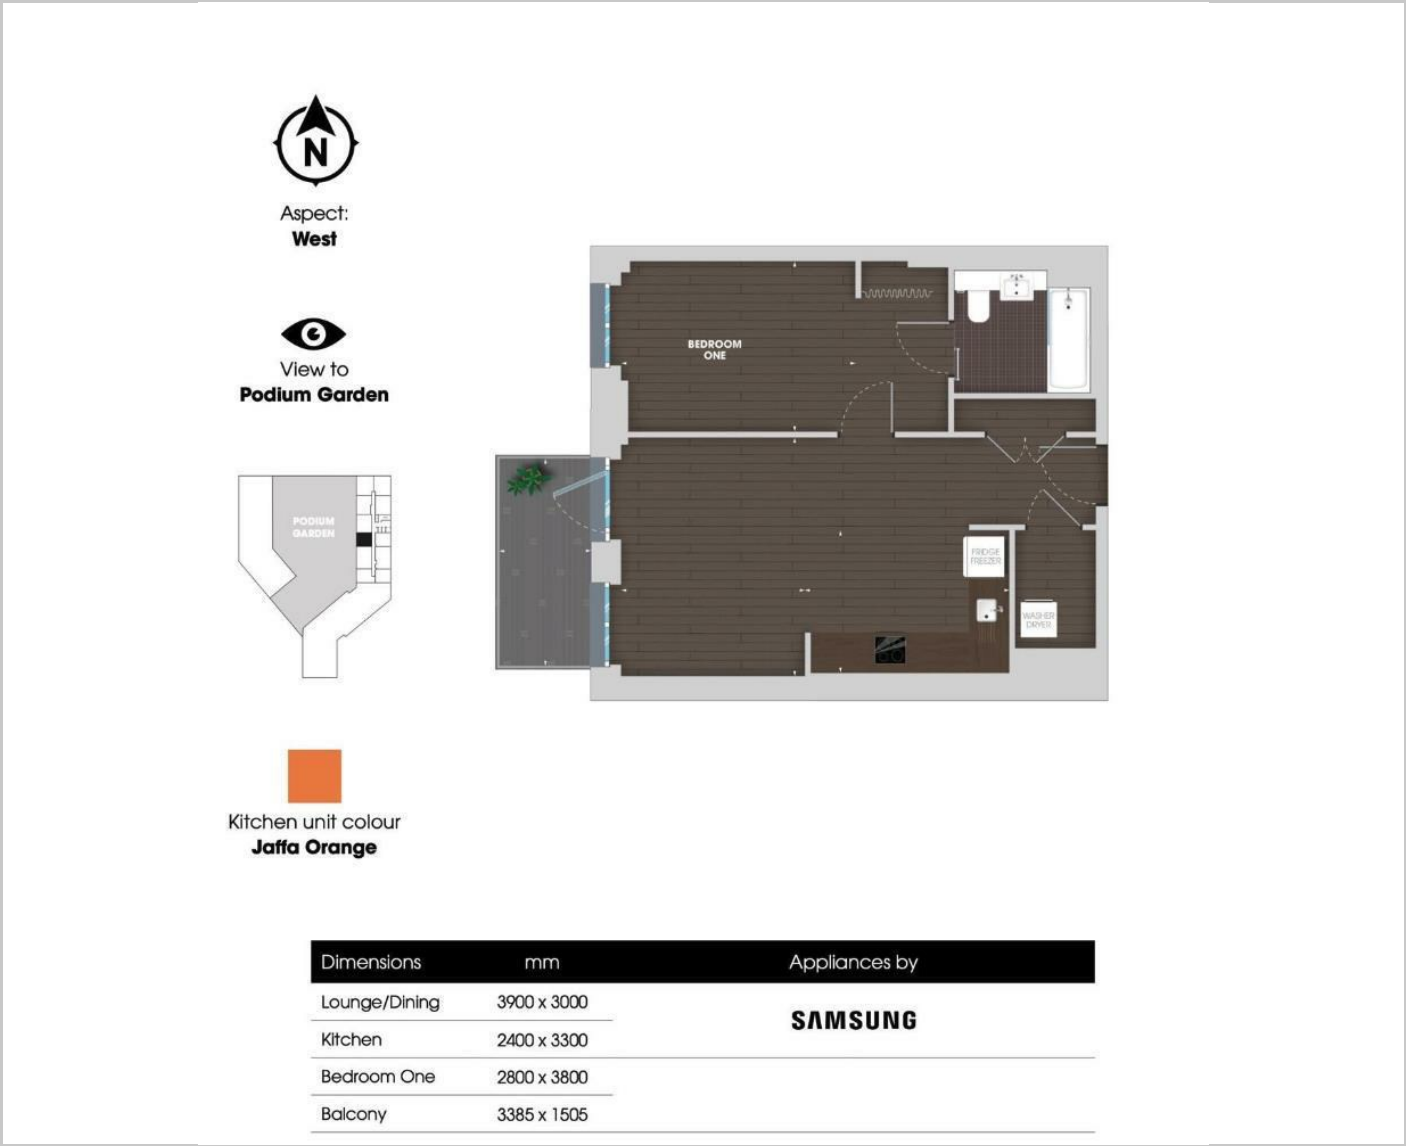 N
Aspect:
West
View to
Podium Garden
PODIUM
GARDEN
Kitchen unit colour
Jaffa Orange
BEDROOM
ONE
FRIDGE
FREEZER
WASHER
DRYER
Dimensions mm Appliances by
Lounge/Dining 3900 x 3000
SAMSUNG
Kitchen 2400 x 3300
Bedroom One 2800 x 3800
Balcony 3385 x 1505